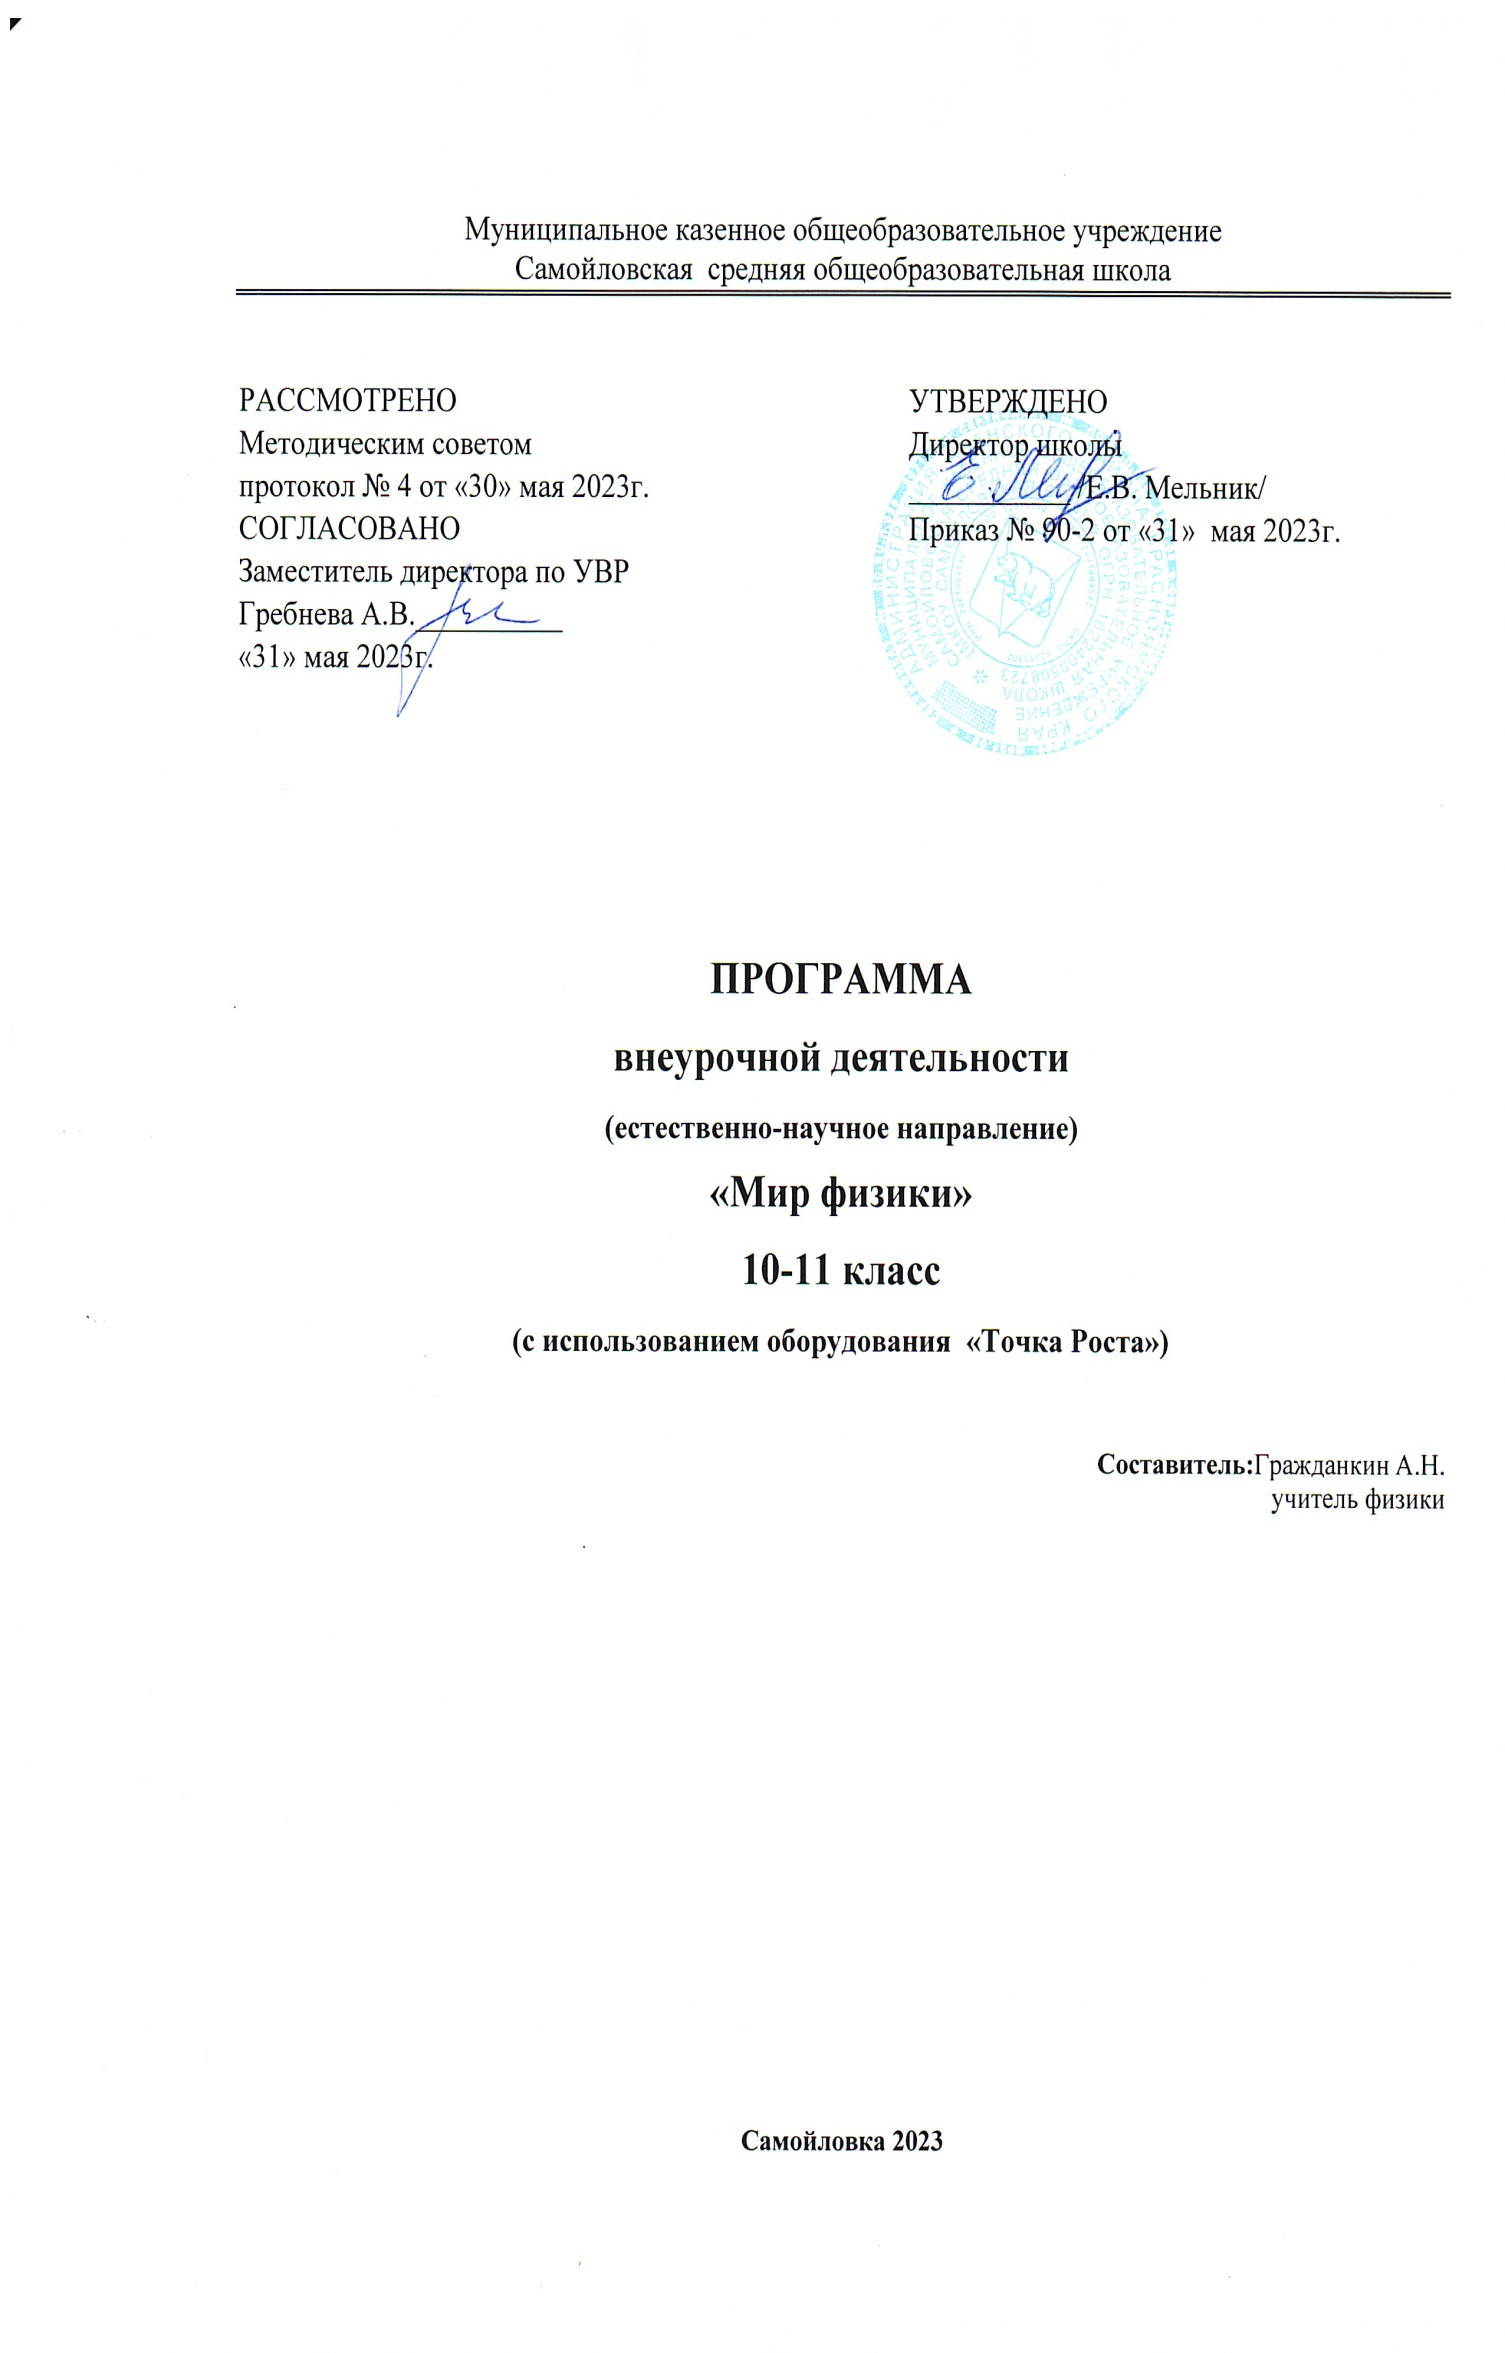 Муниципальное казенное общеобразовательное учреждение
Самойловская средняя общеобразовательная школа
РАССМОТРЕНО
Методическим советом
протокол № 4 от «30» мая 2023г.
СОГЛАСОВАНО
Заместитель директора по УВР
Гребнева А.В.___________
«31» мая 2023г.
УТВЕРЖДЕНО
Директор школы
____________/Е.В. Мельник/
Приказ № 90-2 от «31» мая 2023г.
ПРОГРАММА
внеурочной деятельности
(естественно-научное направление)
«Мир физики»
10-11 класс
(с использованием оборудования «Точка Роста»)
Составитель:Гражданкин А.Н.
учитель физики
Самойловка 2023